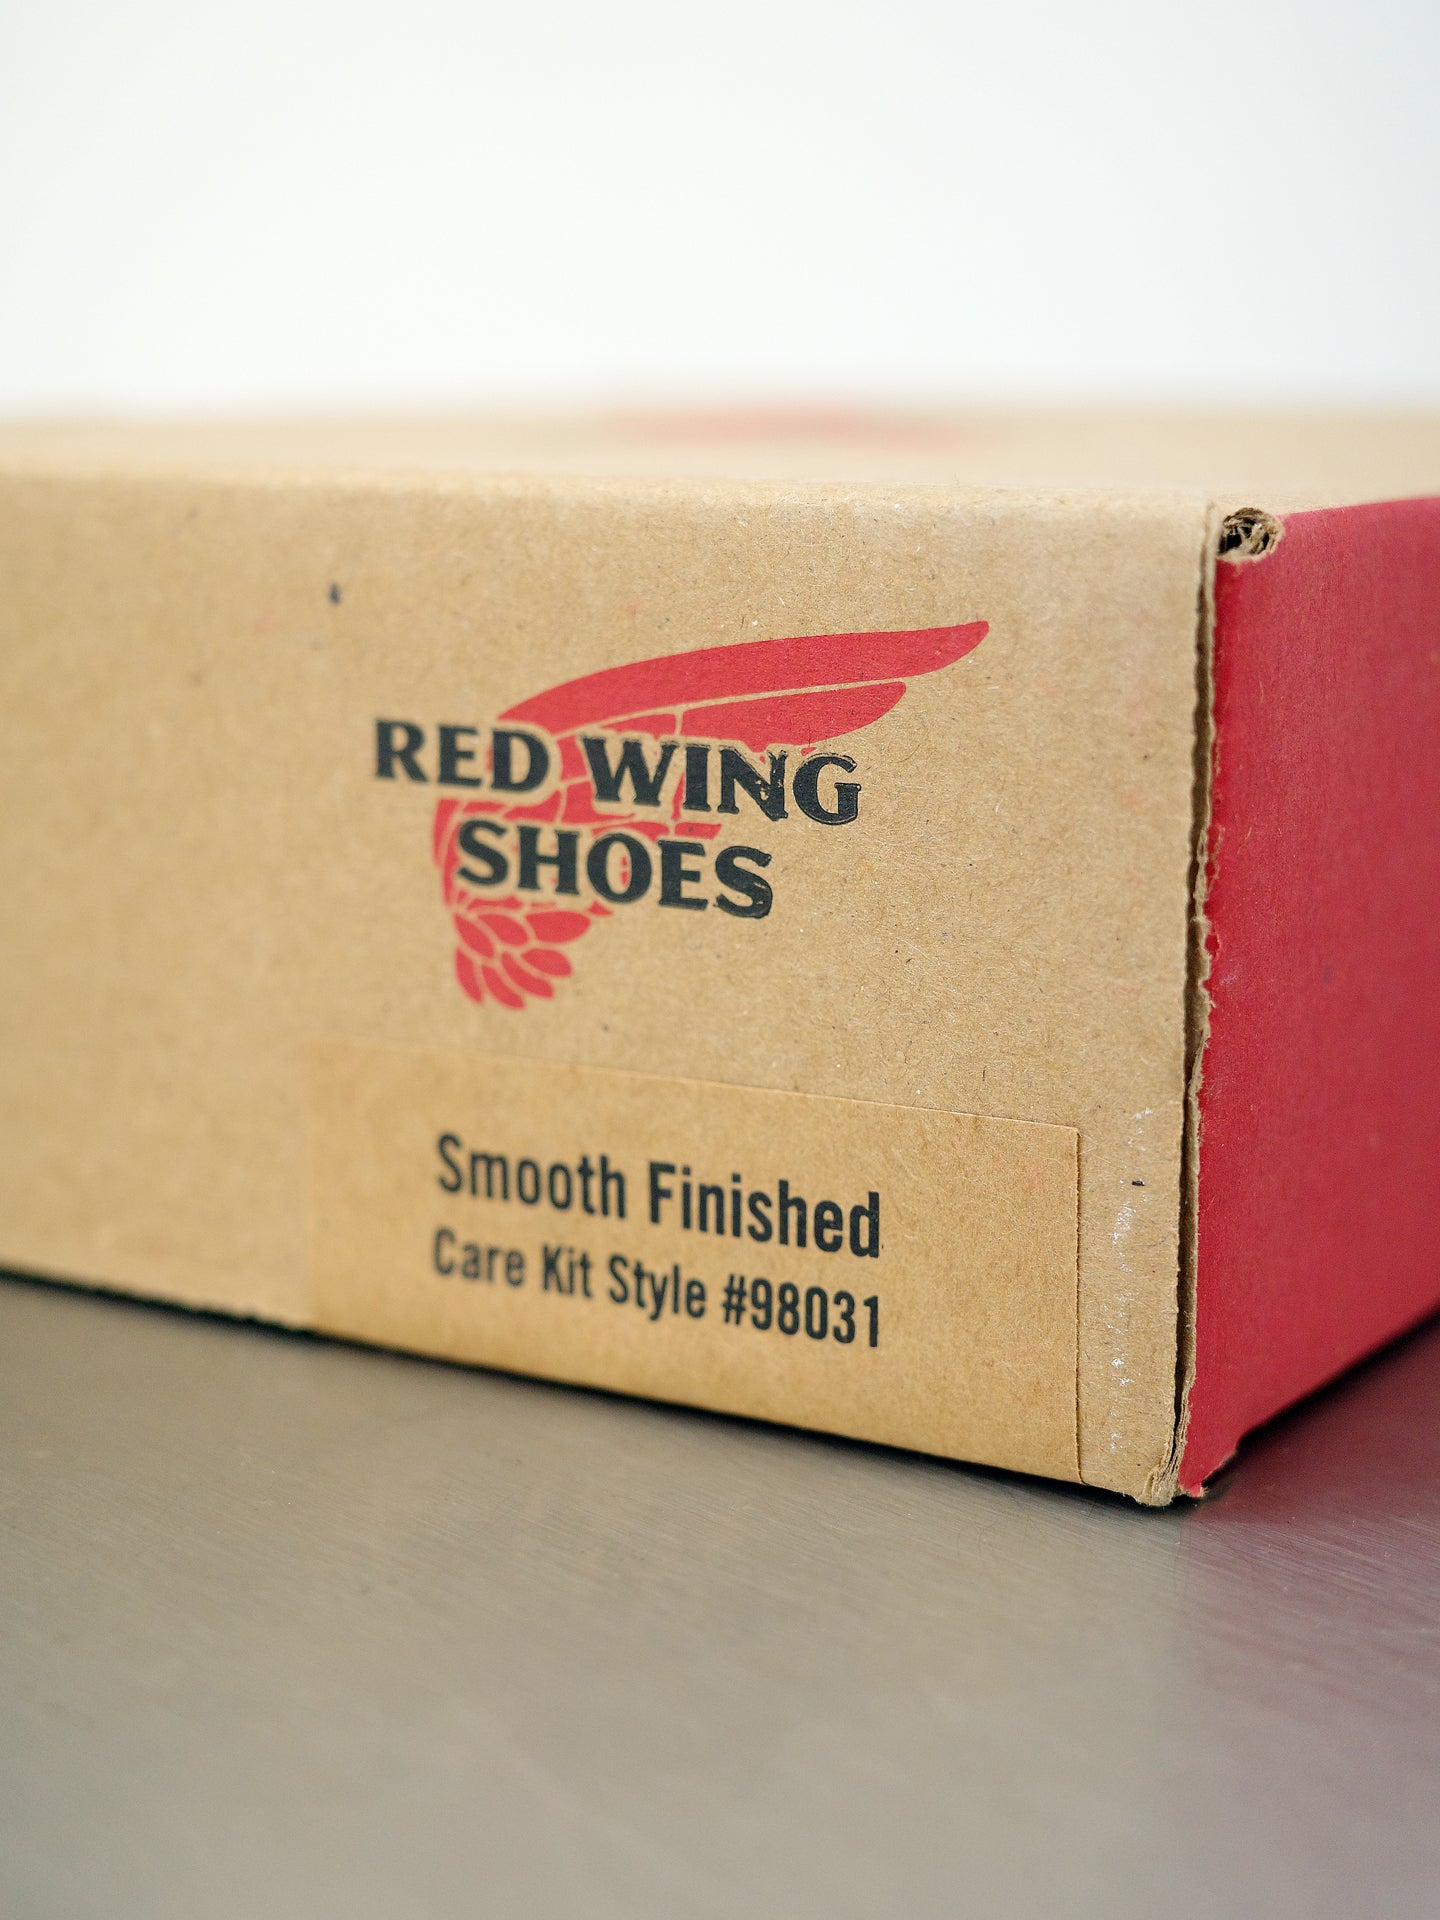 RED WING
SHOES
Smooth Finished
Care Kit Style #98031